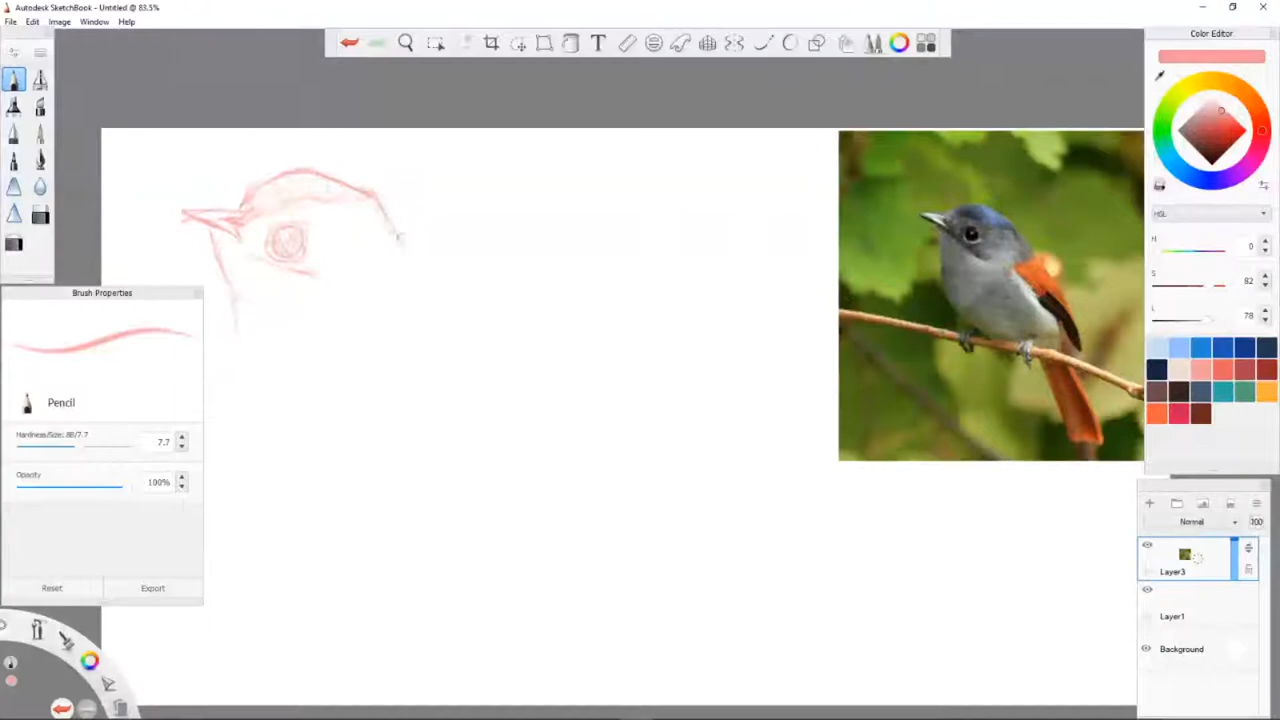 Autodesk SketchBook - Untitled @ 83.5%
File Edit Image Window Help
Color Editor
HSL
H 0
S 82
L 78
Brush Properties
Pencil
Hardness/Size: 8B/7.7
7.7
Opacity
100%
Reset Export
Normal 100
Layer3
Layer1
Background